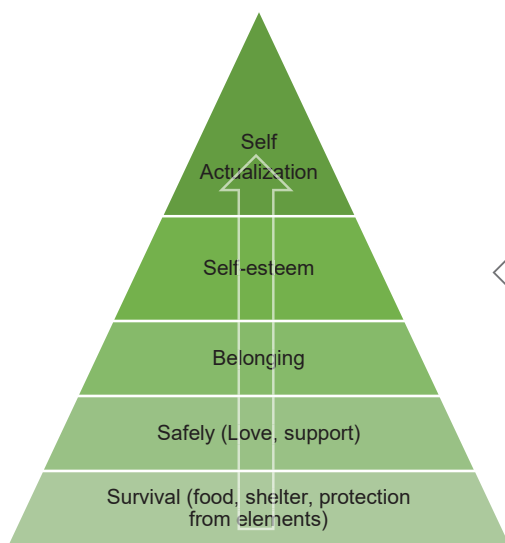 Self
Actualization
Self-esteem
Belonging
Safely (Love, support)
Survival (food, shelter, protection
from elements)